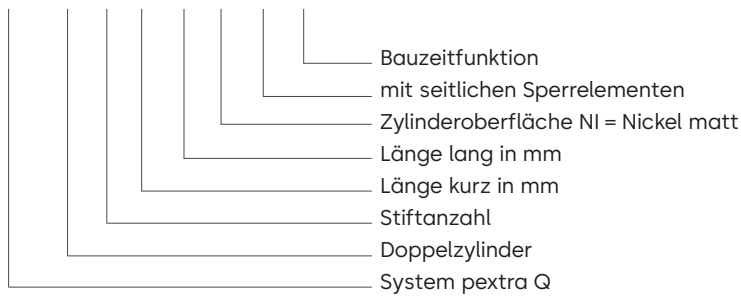 Bauzeitfunktion
mit seitlichen Sperrelementen
Zylinderoberfläche NI = Nickel matt
Länge lang in mm
Länge kurz in mm
Stiftanzahl
Doppelzylinder
System pextra Q